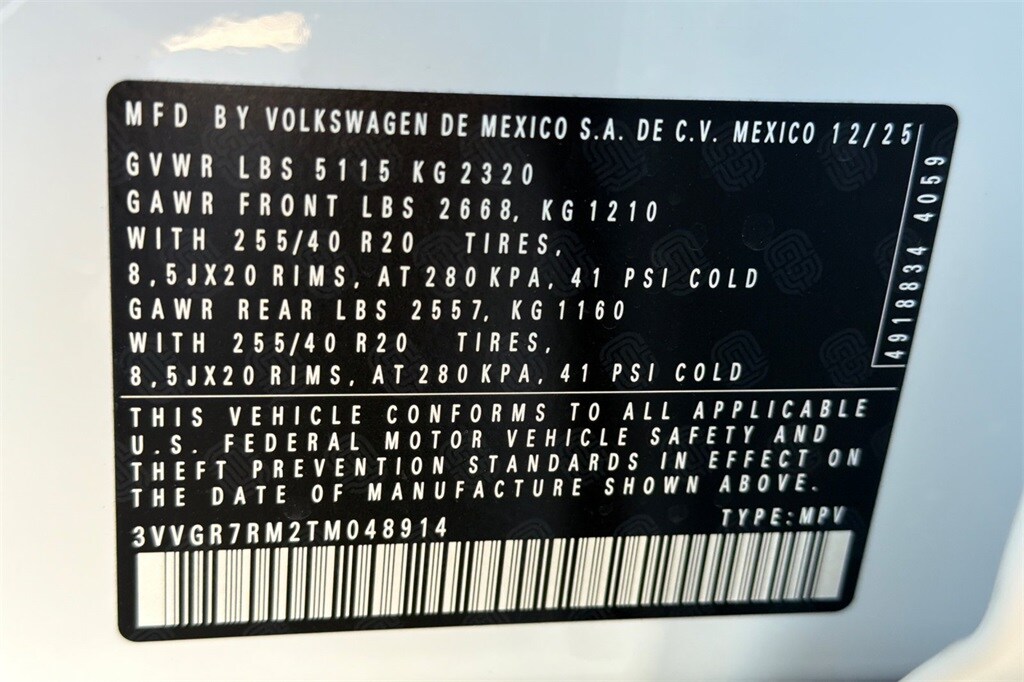 MFD BY VOLKSWAGEN DE MEXICO S.A. DE C.V. MEXICO 12/25
GVWR LBS 5115 KG 2320
GAWR FRONT LBS 2668, KG 1210
WITH 255/40 R20 TIRES,
8,5JX20 RIMS, AT 280 KPA, 41 PSI COLD
GAWR REAR LBS 2557, KG 1160
WITH 255/40 R20 TIRES,
8,5JX20 RIMS, AT 280 KPA, 41 PSI COLD
4918834 4059
THIS VEHICLE CONFORMS TO ALL APPLICABLE
U.S. FEDERAL MOTOR VEHICLE SAFETY AND
THEFT PREVENTION STANDARDS IN EFFECT ON
THE DATE OF MANUFACTURE SHOWN ABOVE.
3VVGR7RM2TM048914 TYPE:MPV